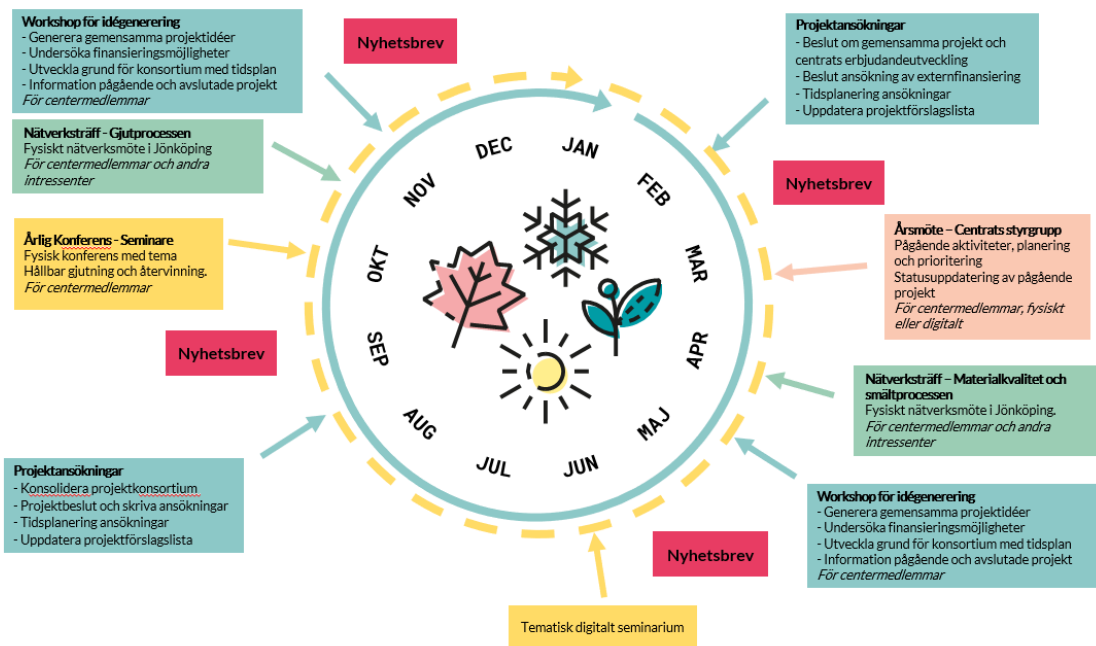 Workshop för idégenerering
- Generera gemensamma projektidéer
- Undersöka finansieringsmöjligheter
- Utveckla grund för konsortium med tidsplan
- Information pågående och avslutade projekt
För centermedlemmar
Nyhetsbrev
Projektansökningar
- Beslut om gemensamma projekt och
centrats erbjudandeutveckling
- Beslut ansökning av externfinansiering
- Tidsplanering ansökningar
- Uppdatera projektförslagslista
Nätverksträff - Gjutprocessen
Fysiskt nätverksmöte i Jönköping
För centermedlemmar och andra
intressenter
Nyhetsbrev
Årlig Konferens - Seminare
Fysisk konferens med tema
Hållbar gjutning och återvinning.
För centermedlemmar
Årsmöte – Centrats styrgrupp
Pågående aktiviteter, planering
och prioritering
Statusuppdatering av pågående
projekt
För centermedlemmar, fysiskt
eller digitalt
Nyhetsbrev
JAN
FEB
MAR
APR
MAJ
JUN
JUL
AUG
SEP
OKT
NOV
DEC
Nätverksträff – Materialkvalitet och
smältprocessen
Fysiskt nätverksmöte i Jönköping.
För centermedlemmar och andra
intressenter
Projektansökningar
- Konsolidera projektkonsortium
- Projektbeslut och skriva ansökningar
- Tidsplanering ansökningar
- Uppdatera projektförslagslista
Workshop för idégenerering
- Generera gemensamma projektidéer
- Undersöka finansieringsmöjligheter
- Utveckla grund för konsortium med tidsplan
- Information pågående och avslutade projekt
För centermedlemmar
Nyhetsbrev
Tematisk digitalt seminarium